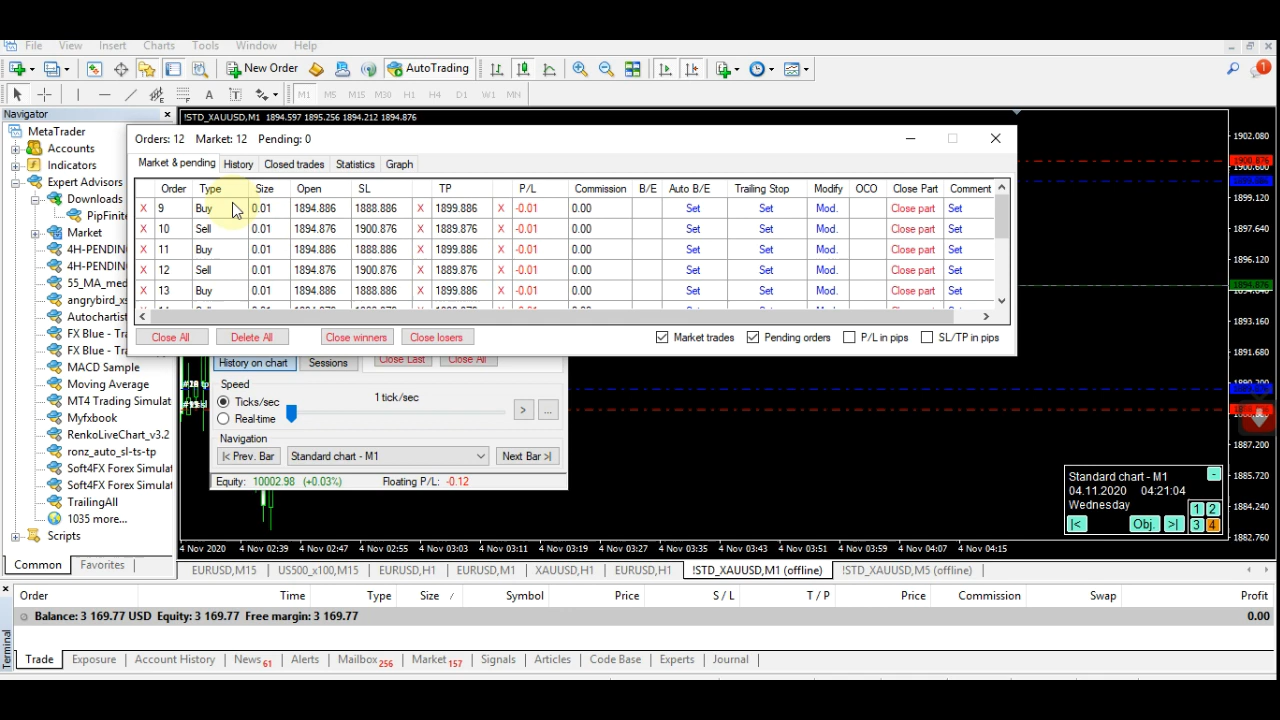 File View Insert Charts Tools Window Help
New Order AutoTrading
A T M1 M5 M15 M30 H1 H4 D1 W1 MN
1
Navigator
MetaTrader
Accounts
Indicators
Expert Advisors
Downloads
PipFinite
Market
4H-PENDIN
4H-PENDIN
55_MA_med
angrybird_x
Autochartist
FX Blue - Tra
FX Blue - Tra
MACD Sample
Moving Average
MT4 Trading Simulat
Myfxbook
RenkoLiveChart_v3.2
ronz_auto_sl-ts-tp
Soft4FX Forex Simulat
Soft4FX Forex Simulat
TrailingAll
1035 more...
Scripts
Common Favorites
!STD_XAUUSD,M1 1894.597 1895.256 1894.212 1894.876
Orders: 12 Market: 12 Pending: 0
Market & pending History Closed trades Statistics Graph
Order Type Size Open SL TP P/L Commission B/E Auto B/E Trailing Stop Modify OCO Close Part Comment
X 9 Buy 0.01 1894.886 1888.886 X 1899.886 X -0.01 0.00 Set Set Mod. Close part Set
X 10 Sell 0.01 1894.876 1900.876 X 1889.876 X -0.01 0.00 Set Set Mod. Close part Set
X 11 Buy 0.01 1894.886 1888.886 X 1899.886 X -0.01 0.00 Set Set Mod. Close part Set
X 12 Sell 0.01 1894.876 1900.876 X 1889.876 X -0.01 0.00 Set Set Mod. Close part Set
X 13 Buy 0.01 1894.886 1888.886 X 1899.886 X -0.01 0.00 Set Set Mod. Close part Set
Close All Delete All Close winners Close losers Market trades Pending orders P/L in pips SL/TP in pips
History on chart Sessions Close Last Close All
Speed
Ticks/sec 1 tick/sec
Real-time > ...
Navigation
|< Prev. Bar Standard chart - M1 Next Bar >|
Equity: 10002.98 (+0.03%) Floating P/L: -0.12
1902.080
1900.876
1899.120
1897.640
1896.120
1894.876
1893.160
1891.680
1887.200
1885.720
1884.240
1882.760
Standard chart - M1 -
04.11.2020 04:21:04
Wednesday 1 2
|< Obj. >| 3 4
4 Nov 2020 4 Nov 02:39 4 Nov 02:47 4 Nov 02:55 4 Nov 03:03 4 Nov 03:11 4 Nov 03:19 4 Nov 03:27 4 Nov 03:35 4 Nov 03:43 4 Nov 03:51 4 Nov 03:59 4 Nov 04:07 4 Nov 04:15
EURUSD,M15 US500_x100,M15 EURUSD,H1 EURUSD,M1 XAUUSD,H1 EURUSD,H1 !STD_XAUUSD,M1 (offline) !STD_XAUUSD,M5 (offline)
Order Time Type Size / Symbol Price S / L T / P Price Commission Swap Profit
Balance: 3 169.77 USD Equity: 3 169.77 Free margin: 3 169.77 0.00
Terminal
Trade Exposure Account History News 61 Alerts Mailbox 256 Market 157 Signals Articles Code Base Experts Journal